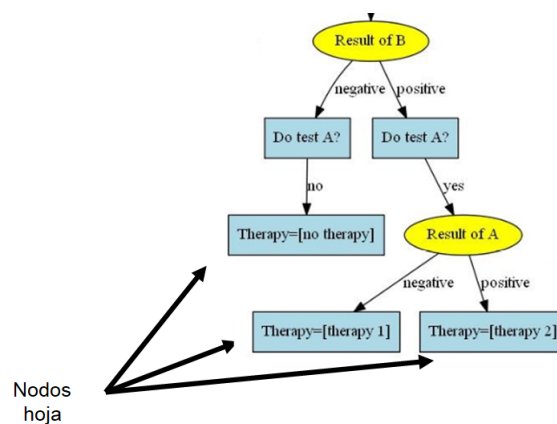 Result of B
negative
positive
Do test A?
Do test A?
no
yes
Therapy=[no therapy]
Result of A
negative
positive
Therapy=[therapy 1]
Therapy=[therapy 2]
Nodos
hoja